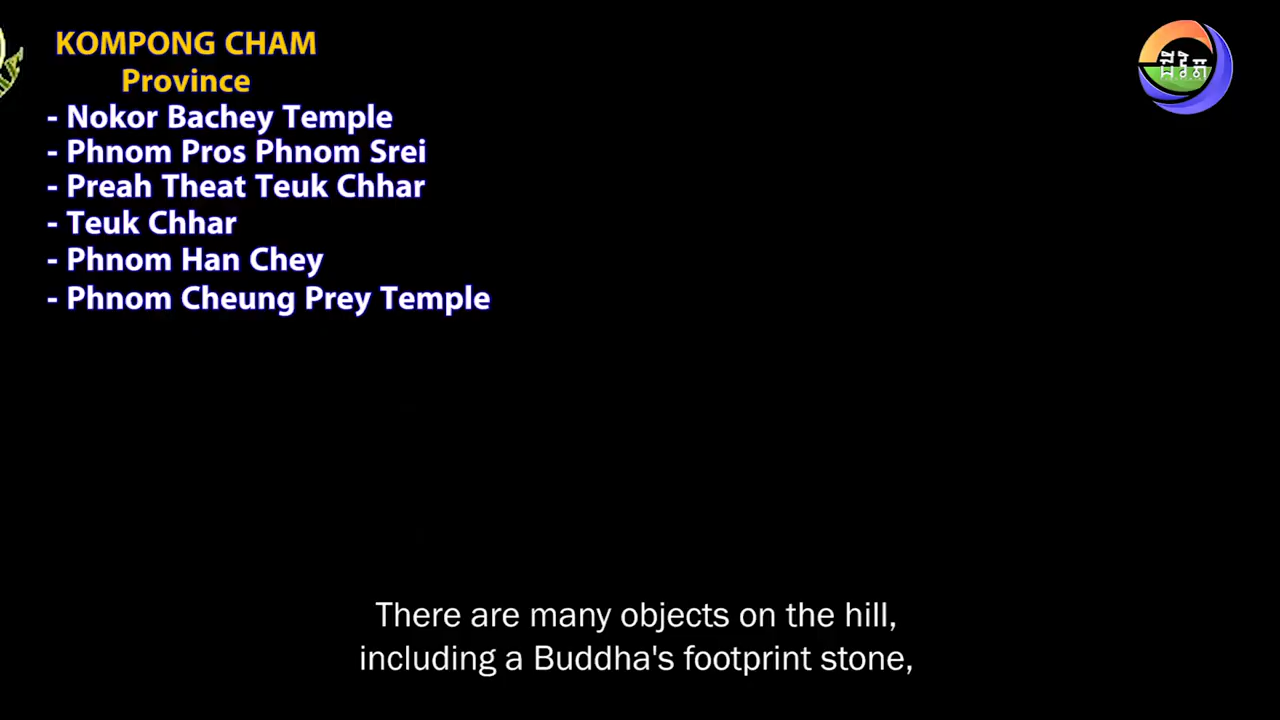 KOMPONG CHAM
Province
- Nokor Bachey Temple
- Phnom Pros Phnom Srei
- Preah Theat Teuk Chhar
- Teuk Chhar
- Phnom Han Chey
- Phnom Cheung Prey Temple
There are many objects on the hill,
including a Buddha's footprint stone,